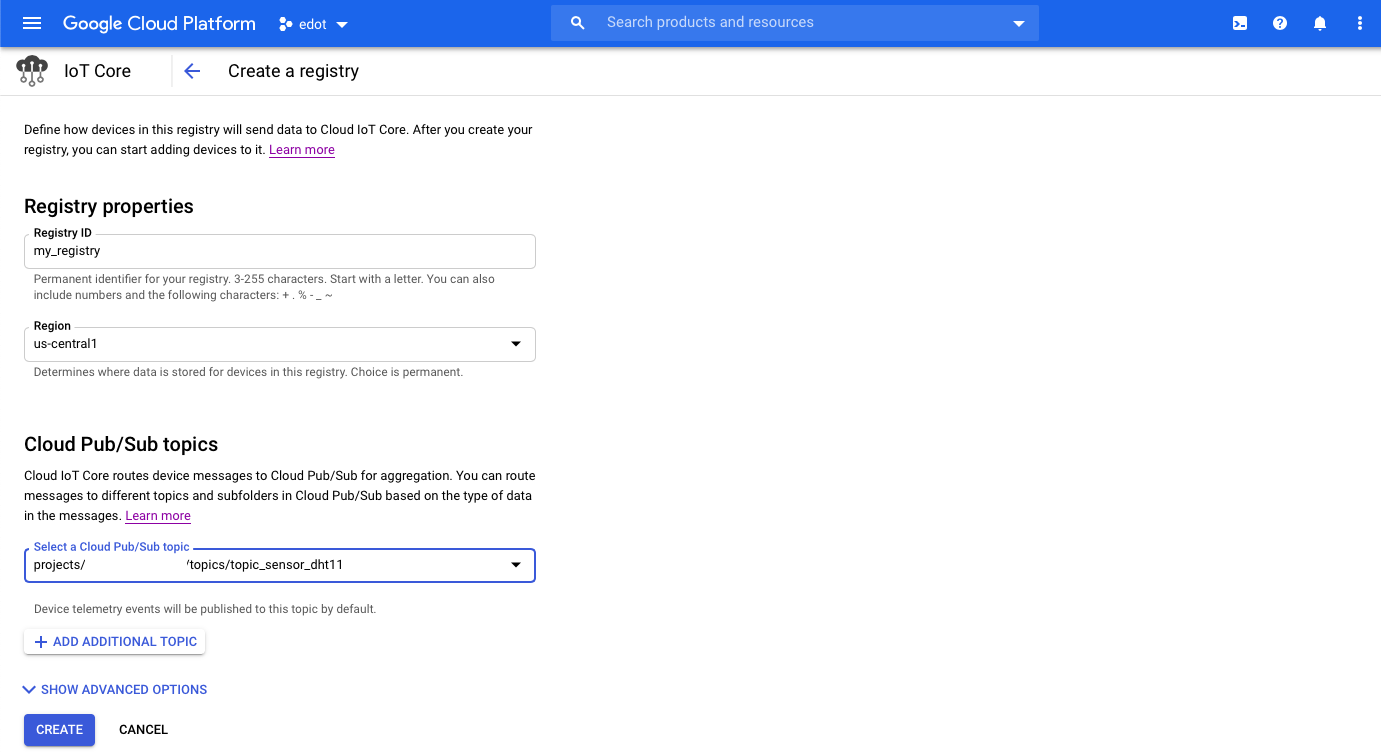 Google Cloud Platform
edot
Search products and resources
IoT Core
Create a registry
Define how devices in this registry will send data to Cloud IoT Core. After you create your
registry, you can start adding devices to it. Learn more
Registry properties
Registry ID
my_registry
Permanent identifier for your registry. 3-255 characters. Start with a letter. You can also
include numbers and the following characters: + . % - _ ~
Region
us-central1
Determines where data is stored for devices in this registry. Choice is permanent.
Cloud Pub/Sub topics
Cloud IoT Core routes device messages to Cloud Pub/Sub for aggregation. You can route
messages to different topics and subfolders in Cloud Pub/Sub based on the type of data
in the messages. Learn more
Select a Cloud Pub/Sub topic
projects/ /topics/topic_sensor_dht11
Device telemetry events will be published to this topic by default.
ADD ADDITIONAL TOPIC
SHOW ADVANCED OPTIONS
CREATE CANCEL